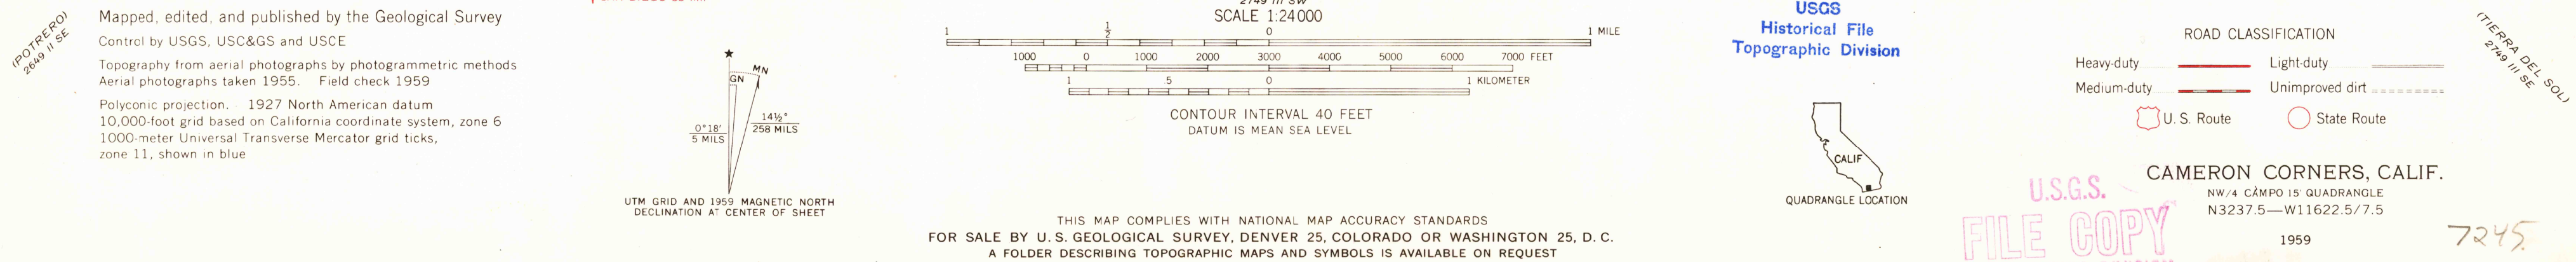 (POTRERO)
2649 II SE
Mapped, edited, and published by the Geological Survey
Control by USGS, USC&GS and USCE
Topography from aerial photographs by photogrammetric methods
Aerial photographs taken 1955. Field check 1959
Polyconic projection. 1927 North American datum
10,000-foot grid based on California coordinate system, zone 6
1000-meter Universal Transverse Mercator grid ticks,
zone 11, shown in blue
★
MN
GN
0°18'
5 MILS
14½°
258 MILS
UTM GRID AND 1959 MAGNETIC NORTH
DECLINATION AT CENTER OF SHEET
2749 III SW
SCALE 1:24000
1 ½ 0 1 MILE
1000 0 1000 2000 3000 4000 5000 6000 7000 FEET
1 5 0 1 KILOMETER
CONTOUR INTERVAL 40 FEET
DATUM IS MEAN SEA LEVEL
THIS MAP COMPLIES WITH NATIONAL MAP ACCURACY STANDARDS
FOR SALE BY U. S. GEOLOGICAL SURVEY, DENVER 25, COLORADO OR WASHINGTON 25, D. C.
A FOLDER DESCRIBING TOPOGRAPHIC MAPS AND SYMBOLS IS AVAILABLE ON REQUEST
USGS
Historical File
Topographic Division
CALIF
QUADRANGLE LOCATION
ROAD CLASSIFICATION
Heavy-duty Light-duty
Medium-duty Unimproved dirt
U. S. Route State Route
(TIERRA DEL SOL)
2749 III SE
CAMERON CORNERS, CALIF.
NW/4 CAMPO 15' QUADRANGLE
N3237.5—W11622.5/7.5
1959
U.S.G.S.
FILE COPY
7245.